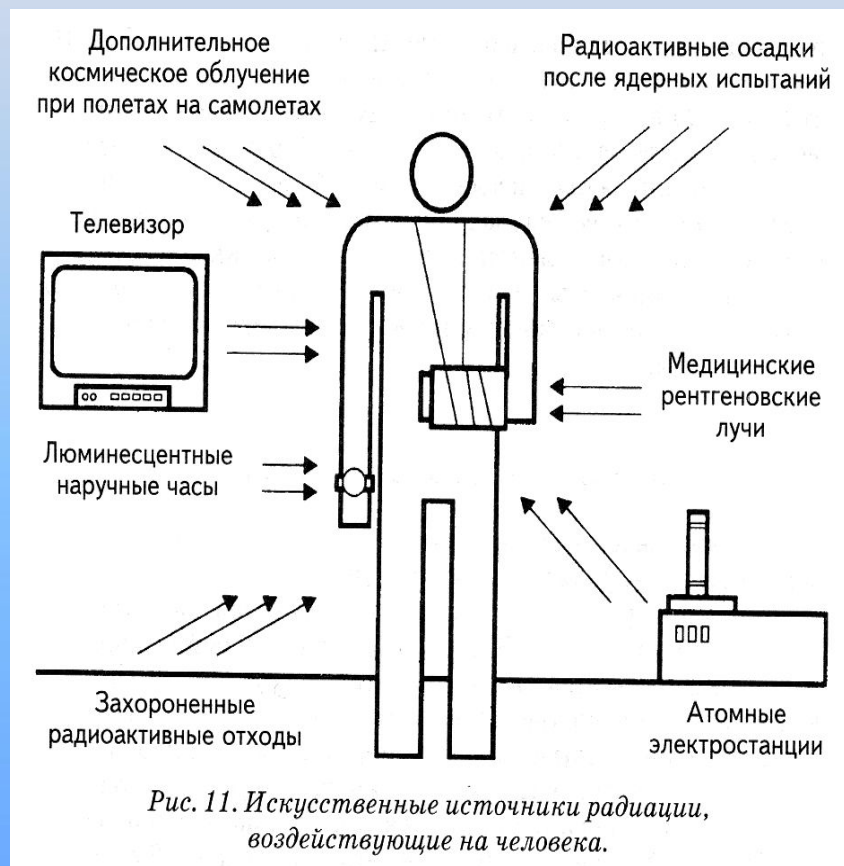 Дополнительное
космическое облучение
при полетах на самолетах
Радиоактивные осадки
после ядерных испытаний
Телевизор
Медицинские
рентгеновские
лучи
Люминесцентные
наручные часы
Захороненные
радиоактивные отходы
Атомные
электростанции
Рис. 11. Искусственные источники радиации,
воздействующие на человека.